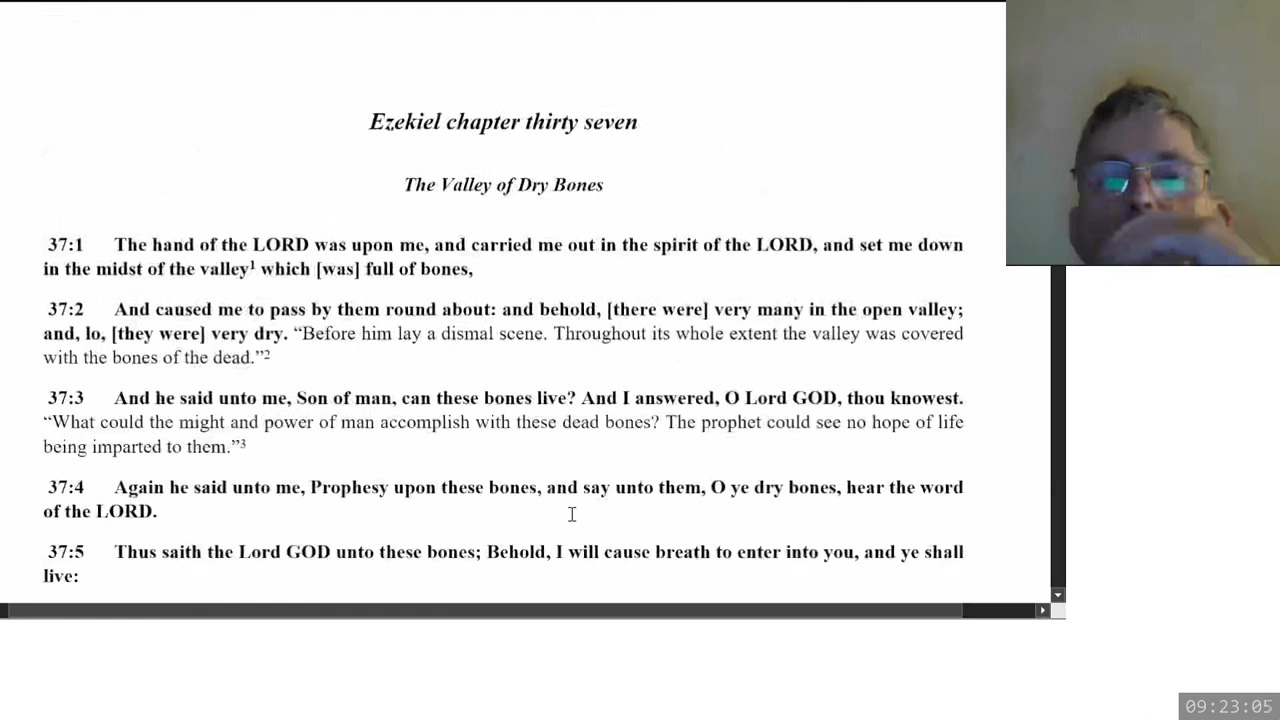 Ezekiel chapter thirty seven
The Valley of Dry Bones
37:1 The hand of the LORD was upon me, and carried me out in the spirit of the LORD, and set me down
in the midst of the valley¹ which [was] full of bones,
37:2 And caused me to pass by them round about: and behold, [there were] very many in the open valley;
and, lo, [they were] very dry. “Before him lay a dismal scene. Throughout its whole extent the valley was covered
with the bones of the dead.”²
37:3 And he said unto me, Son of man, can these bones live? And I answered, O Lord GOD, thou knowest.
“What could the might and power of man accomplish with these dead bones? The prophet could see no hope of life
being imparted to them.”³
37:4 Again he said unto me, Prophesy upon these bones, and say unto them, O ye dry bones, hear the word
of the LORD.
37:5 Thus saith the Lord GOD unto these bones; Behold, I will cause breath to enter into you, and ye shall
live:
09:23:05